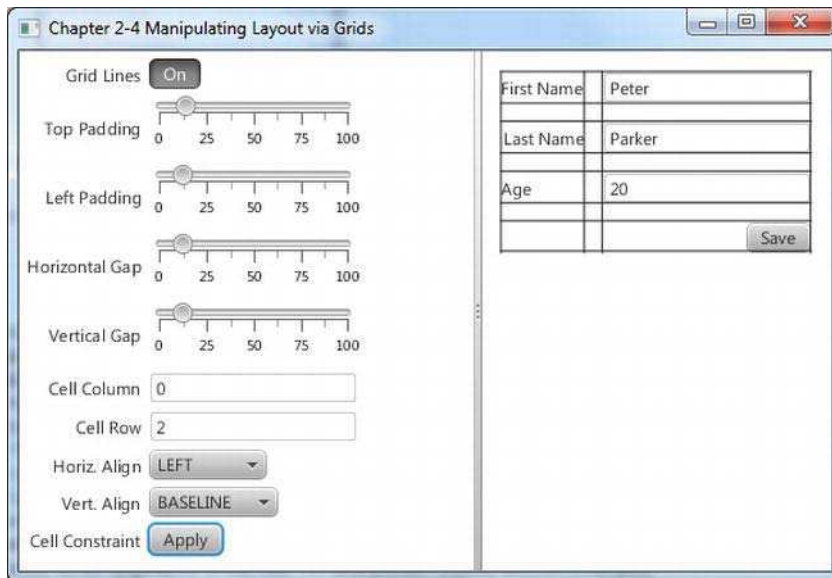 Chapter 2-4 Manipulating Layout via Grids
Grid Lines On
Top Padding
0 25 50 75 100
Left Padding
0 25 50 75 100
Horizontal Gap
0 25 50 75 100
Vertical Gap
0 25 50 75 100
Cell Column 0
Cell Row 2
Horiz. Align LEFT
Vert. Align BASELINE
Cell Constraint Apply
First Name Peter
Last Name Parker
Age 20
Save